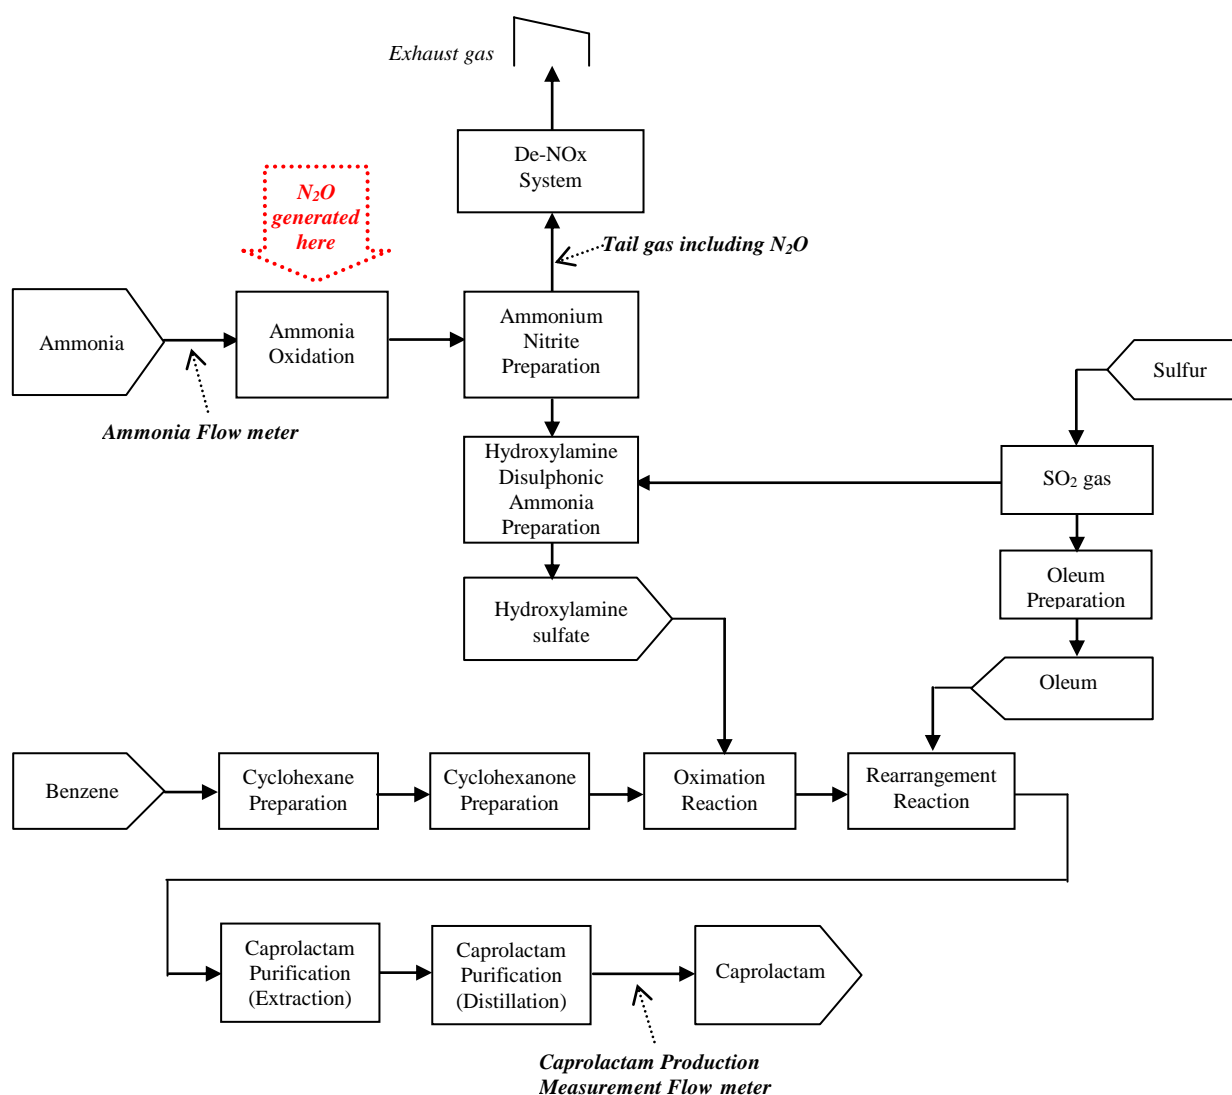 Exhaust gas
De-NOx
System
N₂O
generated
here
Tail gas including N₂O
Ammonia
Ammonia
Oxidation
Ammonium
Nitrite
Preparation
Sulfur
Ammonia Flow meter
Hydroxylamine
Disulphonic
Ammonia
Preparation
SO₂ gas
Oleum
Preparation
Hydroxylamine
sulfate
Oleum
Benzene
Cyclohexane
Preparation
Cyclohexanone
Preparation
Oximation
Reaction
Rearrangement
Reaction
Caprolactam
Purification
(Extraction)
Caprolactam
Purification
(Distillation)
Caprolactam
Caprolactam Production
Measurement Flow meter